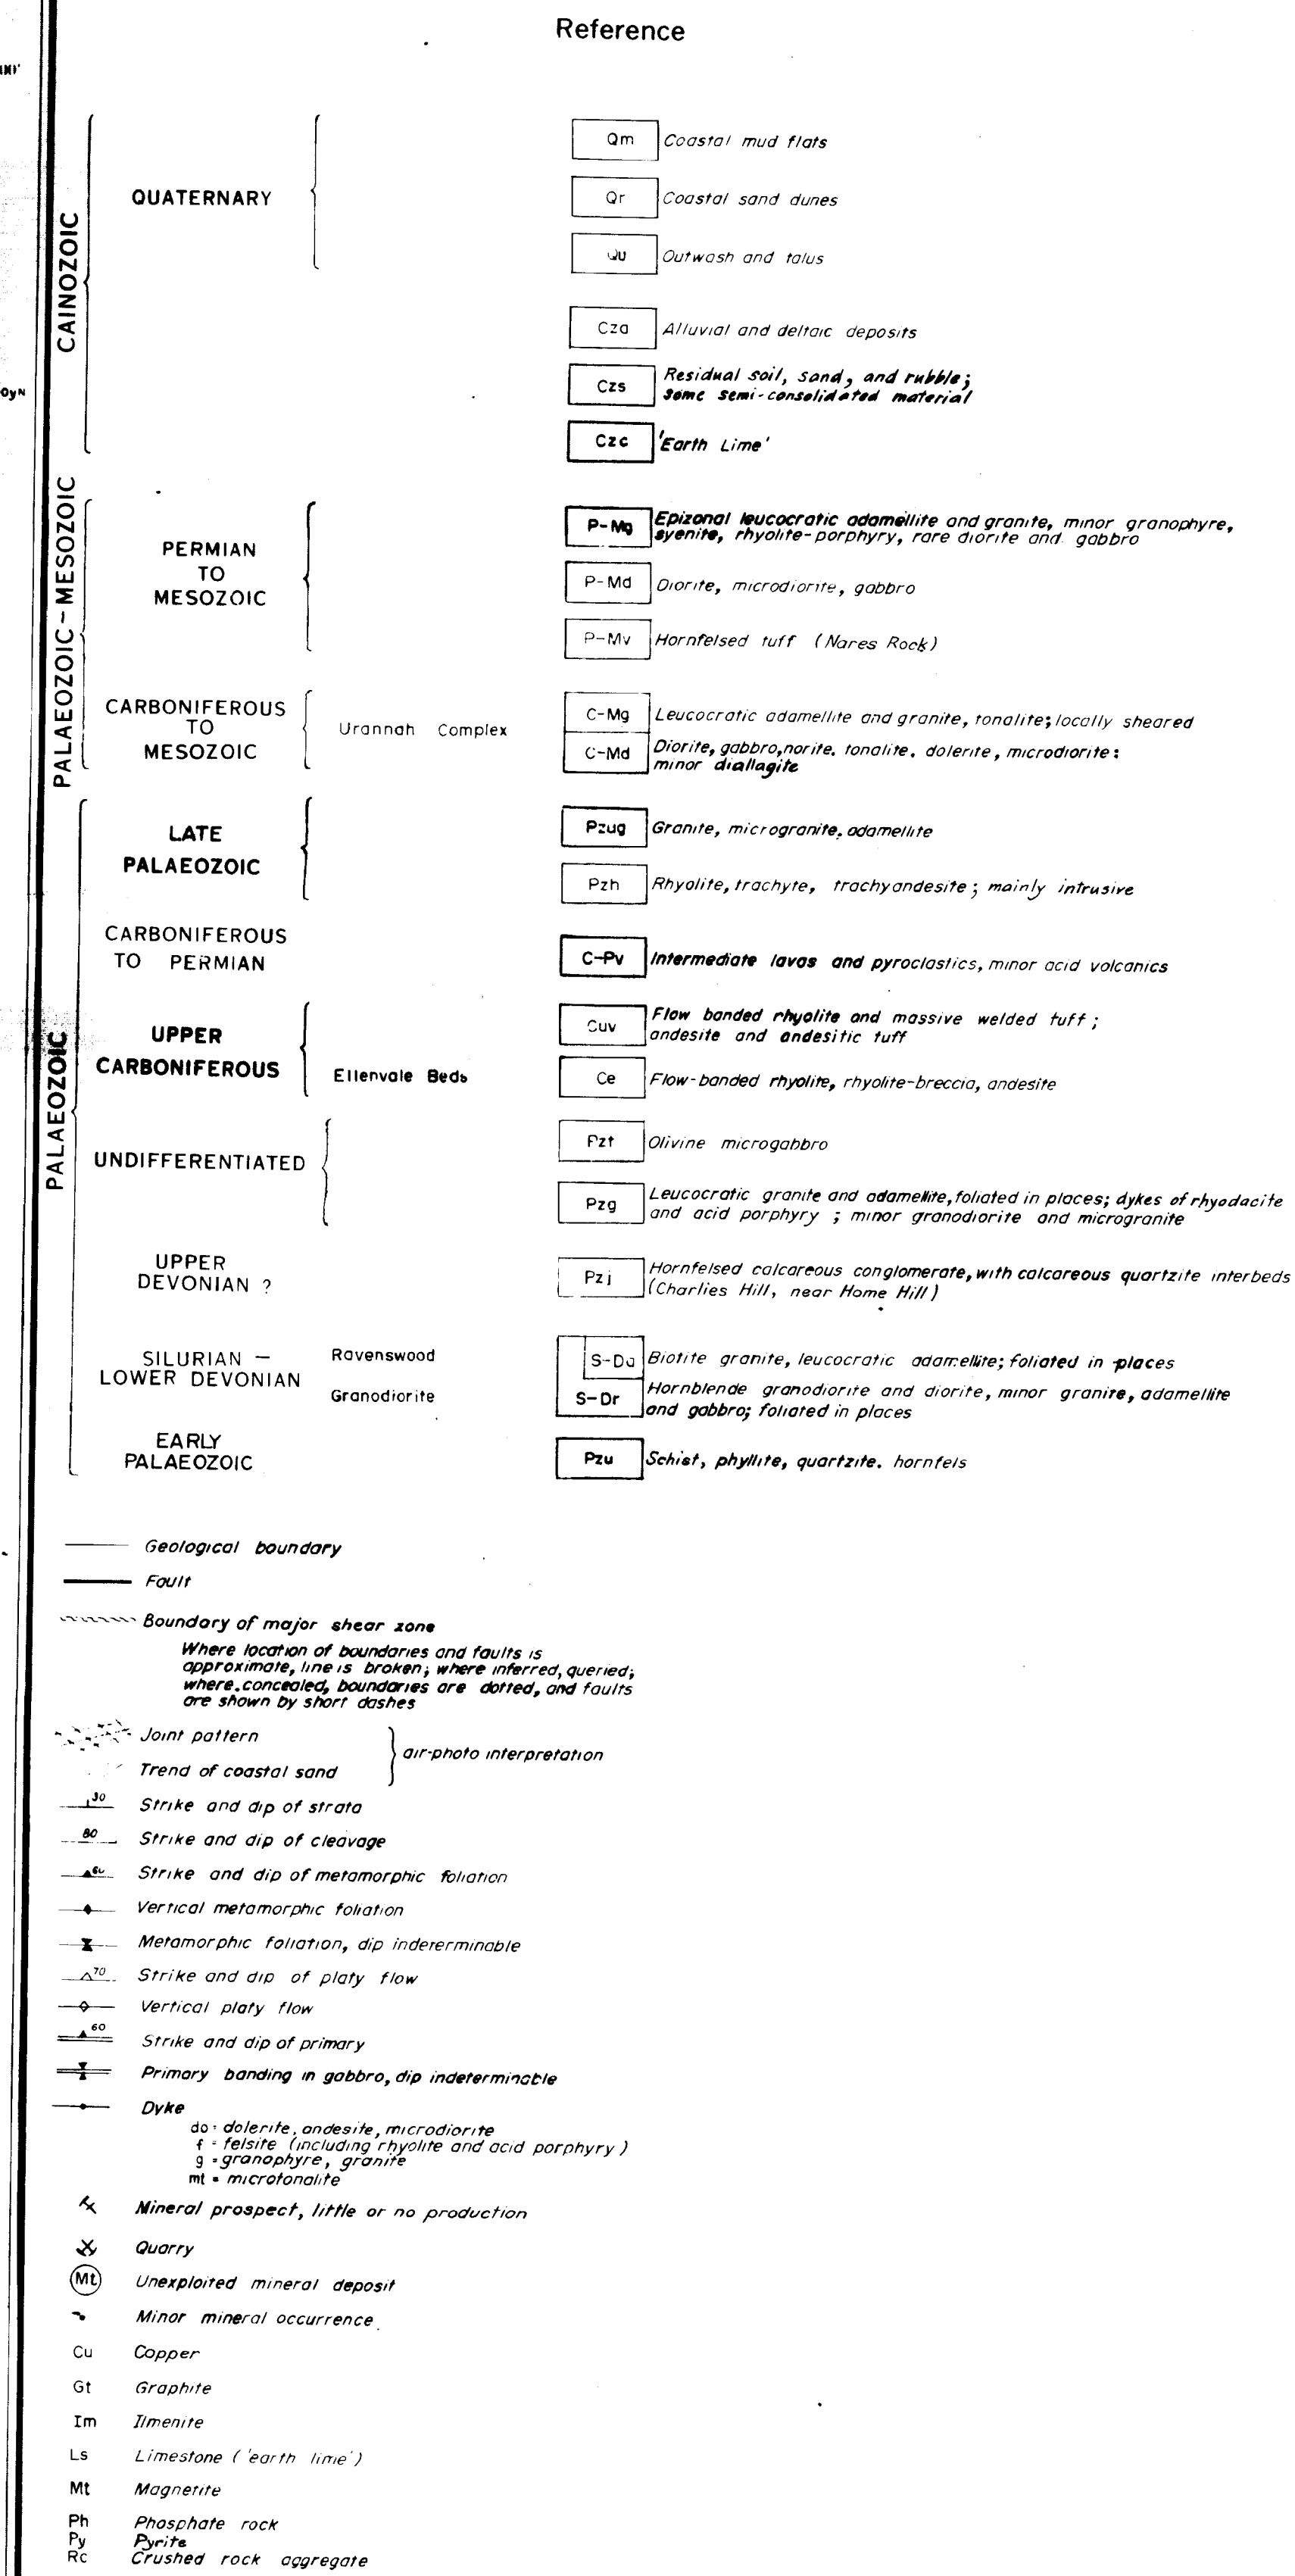 Reference
CAINOZOIC
QUATERNARY
Qm Coastal mud flats
Qr Coastal sand dunes
Qu Outwash and talus
Cza Alluvial and deltaic deposits
Czs Residual soil, sand, and rubble;
some semi-consolidated material
Czc 'Earth Lime'
PALAEOZOIC - MESOZOIC
PERMIAN
TO
MESOZOIC
P-Mg Epizonal leucocratic adamellite and granite, minor granophyre,
syenite, rhyolite-porphyry, rare diorite and gabbro
P-Md Diorite, microdiorite, gabbro
P-Mv Hornfelsed tuff (Nares Rock)
CARBONIFEROUS
TO
MESOZOIC
Urannah Complex
C-Mg Leucocratic adamellite and granite, tonalite; locally sheared
C-Md Diorite, gabbro, norite, tonalite, dolerite, microdiorite;
minor diallagite
PALAEOZOIC
LATE
PALAEOZOIC
Pzug Granite, microgranite, adamellite
Pzh Rhyolite, trachyte, trachyandesite; mainly intrusive
CARBONIFEROUS
TO PERMIAN
C-Pv Intermediate lavas and pyroclastics, minor acid volcanics
UPPER
CARBONIFEROUS
Cuv Flow banded rhyolite and massive welded tuff;
andesite and andesitic tuff
Ellenvale Beds
Ce Flow-banded rhyolite, rhyolite-breccia, andesite
UNDIFFERENTIATED
Pzt Olivine microgabbro
Pzg Leucocratic granite and adamellite, foliated in places; dykes of rhyodacite
and acid porphyry; minor granodiorite and microgranite
UPPER
DEVONIAN ?
Pzj Hornfelsed calcareous conglomerate, with calcareous quartzite interbeds
(Charlies Hill, near Home Hill)
SILURIAN -
LOWER DEVONIAN
Ravenswood
Granodiorite
S-Da Biotite granite, leucocratic adamellite; foliated in places
S-Dr Hornblende granodiorite and diorite, minor granite, adamellite
and gabbro; foliated in places
EARLY
PALAEOZOIC
Pzu Schist, phyllite, quartzite. hornfels
Geological boundary
Fault
Boundary of major shear zone
Where location of boundaries and faults is
approximate, line is broken; where inferred, queried;
where concealed, boundaries are dotted, and faults
are shown by short dashes
Joint pattern
Trend of coastal sand
air-photo interpretation
30 Strike and dip of strata
80 Strike and dip of cleavage
60 Strike and dip of metamorphic foliation
Vertical metamorphic foliation
Metamorphic foliation, dip indererminable
70 Strike and dip of platy flow
Vertical platy flow
60 Strike and dip of primary
Primary banding in gabbro, dip indeterminable
Dyke
do = dolerite, andesite, microdiorite
f = felsite (including rhyolite and acid porphyry)
g = granophyre, granite
mt = microtonalite
Mineral prospect, little or no production
Quarry
Mt Unexploited mineral deposit
Minor mineral occurrence
Cu Copper
Gt Graphite
Im Ilmenite
Ls Limestone ('earth lime')
Mt Magnetite
Ph Phosphate rock
Py Pyrite
Rc Crushed rock aggregate